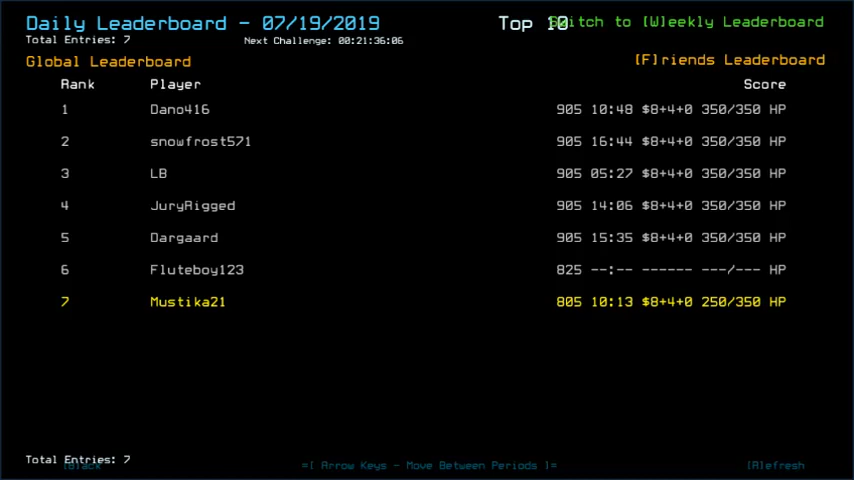 Daily Leaderboard - 07/19/2019 Top 10 Switch to [W]eekly Leaderboard
Total Entries: 7 Next Challenge: 00:21:36:06
Global Leaderboard [F]riends Leaderboard
Rank Player Score
1 Dano416 905 10:48 $8+4+0 350/350 HP
2 snowfrost571 905 16:44 $8+4+0 350/350 HP
3 LB 905 05:27 $8+4+0 350/350 HP
4 JuryRigged 905 14:06 $8+4+0 350/350 HP
5 Dargaard 905 15:35 $8+4+0 350/350 HP
6 Fluteboy123 825 --:-- ------ ---/--- HP
7 Mustika21 805 10:13 $8+4+0 250/350 HP
Total Entries: 7
[B]ack =[ Arrow Keys - Move Between Periods ]= [R]efresh